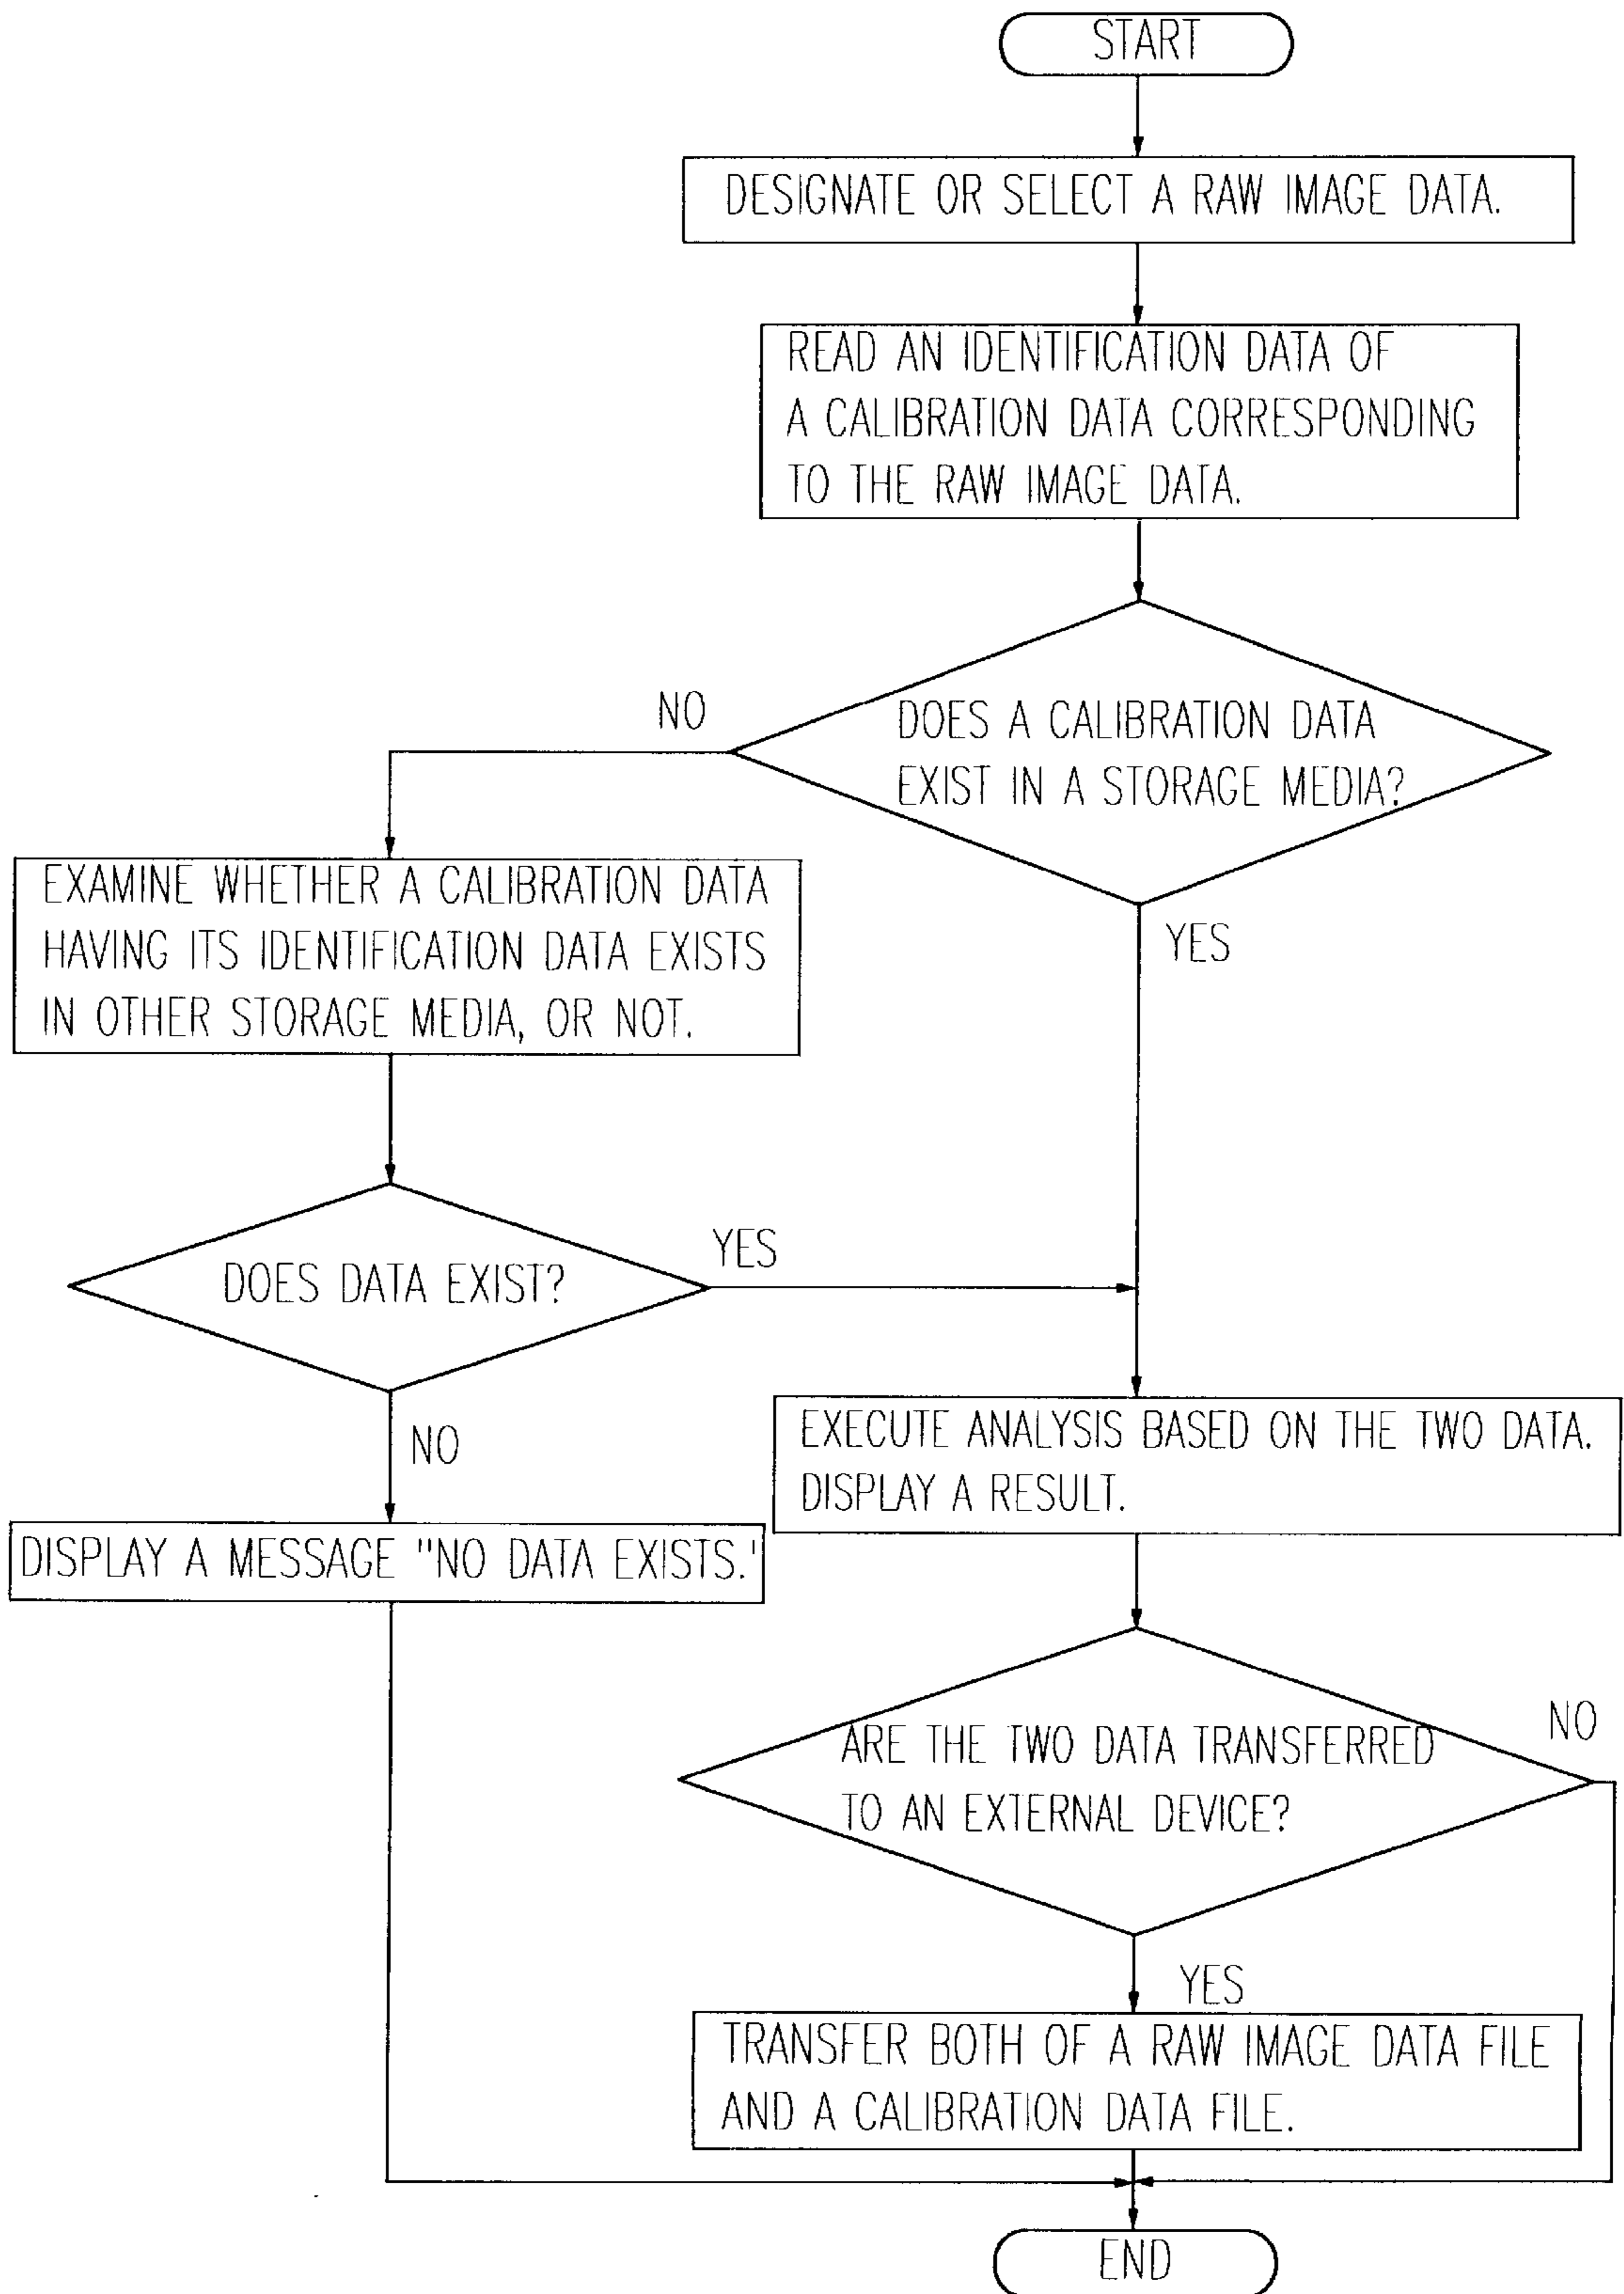 START
DESIGNATE OR SELECT A RAW IMAGE DATA.
READ AN IDENTIFICATION DATA OF
A CALIBRATION DATA CORRESPONDING
TO THE RAW IMAGE DATA.
NO
DOES A CALIBRATION DATA
EXIST IN A STORAGE MEDIA?
YES
EXAMINE WHETHER A CALIBRATION DATA
HAVING ITS IDENTIFICATION DATA EXISTS
IN OTHER STORAGE MEDIA, OR NOT.
DOES DATA EXIST?
YES
NO
DISPLAY A MESSAGE "NO DATA EXISTS.'
EXECUTE ANALYSIS BASED ON THE TWO DATA.
DISPLAY A RESULT.
ARE THE TWO DATA TRANSFERRED
TO AN EXTERNAL DEVICE?
NO
YES
TRANSFER BOTH OF A RAW IMAGE DATA FILE
AND A CALIBRATION DATA FILE.
END